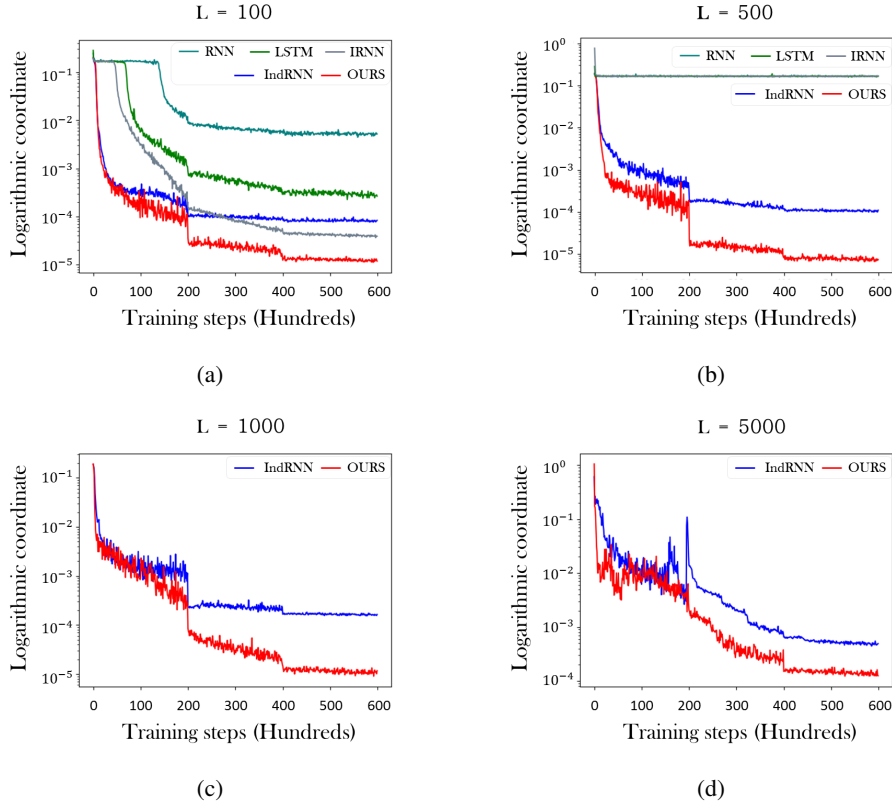 L = 100
Logarithmic coordinate
10⁻¹
10⁻²
10⁻³
10⁻⁴
10⁻⁵
RNN LSTM IRNN
IndRNN OURS
0 100 200 300 400 500 600
Training steps (Hundreds)
(a)
L = 500
Logarithmic coordinate
10⁰
10⁻¹
10⁻²
10⁻³
10⁻⁴
10⁻⁵
RNN LSTM IRNN
IndRNN OURS
0 100 200 300 400 500 600
Training steps (Hundreds)
(b)
L = 1000
Logarithmic coordinate
10⁻¹
10⁻²
10⁻³
10⁻⁴
10⁻⁵
IndRNN OURS
0 100 200 300 400 500 600
Training steps (Hundreds)
(c)
L = 5000
Logarithmic coordinate
10⁰
10⁻¹
10⁻²
10⁻³
10⁻⁴
IndRNN OURS
0 100 200 300 400 500 600
Training steps (Hundreds)
(d)